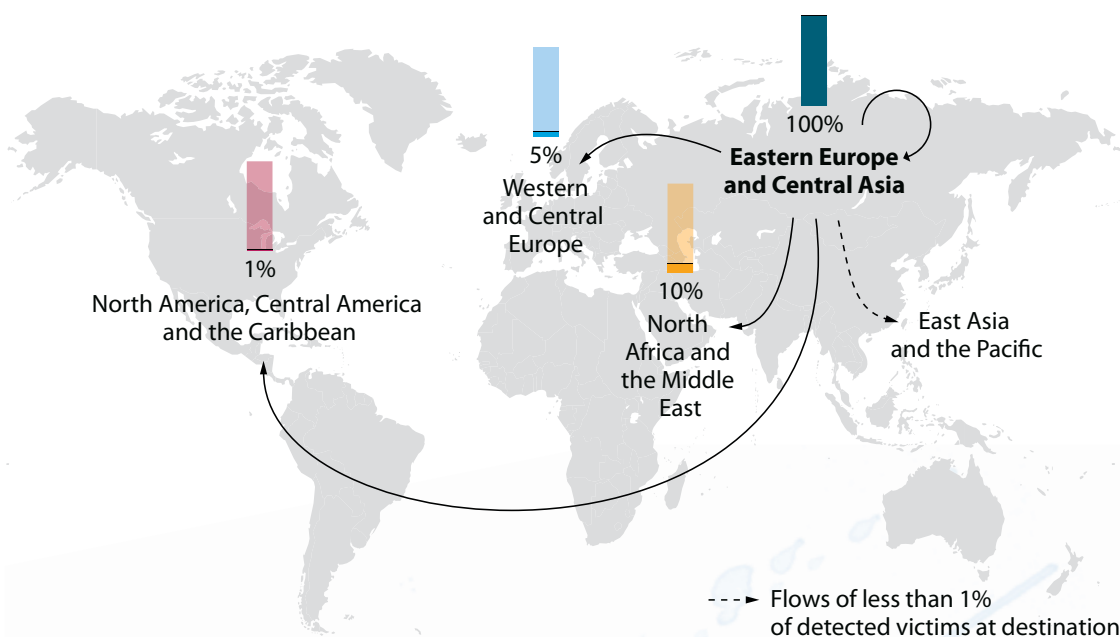 100%
Eastern Europe
and Central Asia
5%
Western
and Central
Europe
1%
North America, Central America
and the Caribbean
10%
North
Africa and
the Middle
East
East Asia
and the Pacific
Flows of less than 1%
of detected victims at destination